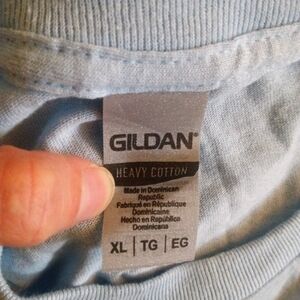 GILDAN®
HEAVY COTTON
Made in Dominican
Republic
Fabriqué en République
Dominicaine
Hecho en República
Dominicana
XL | TG | EG